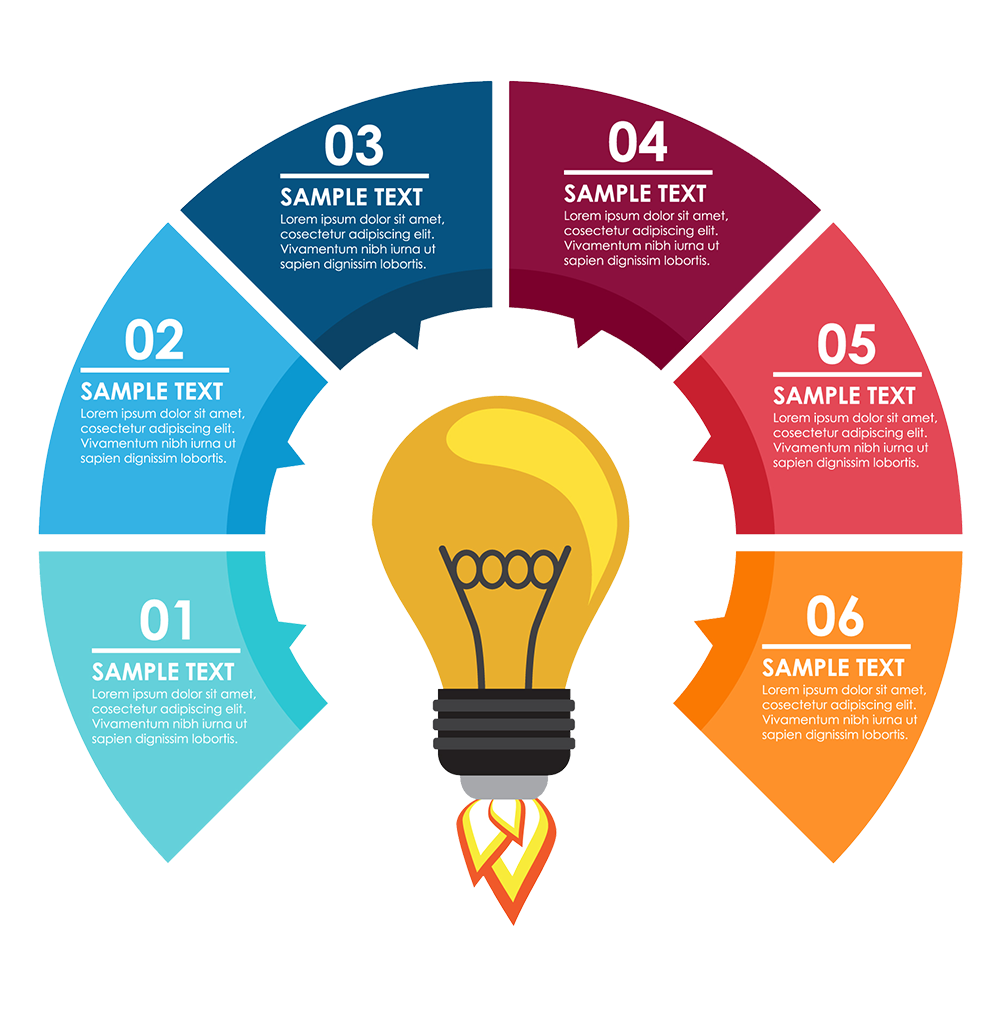 01
SAMPLE TEXT
Lorem ipsum dolor sit amet,
cosectetur adipiscing elit.
Vivamentum nibh iurna ut
sapien dignissim lobortis.
02
SAMPLE TEXT
Lorem ipsum dolor sit amet,
cosectetur adipiscing elit.
Vivamentum nibh iurna ut
sapien dignissim lobortis.
03
SAMPLE TEXT
Lorem ipsum dolor sit amet,
cosectetur adipiscing elit.
Vivamentum nibh iurna ut
sapien dignissim lobortis.
04
SAMPLE TEXT
Lorem ipsum dolor sit amet,
cosectetur adipiscing elit.
Vivamentum nibh iurna ut
sapien dignissim lobortis.
05
SAMPLE TEXT
Lorem ipsum dolor sit amet,
cosectetur adipiscing elit.
Vivamentum nibh iurna ut
sapien dignissim lobortis.
06
SAMPLE TEXT
Lorem ipsum dolor sit amet,
cosectetur adipiscing elit.
Vivamentum nibh iurna ut
sapien dignissim lobortis.